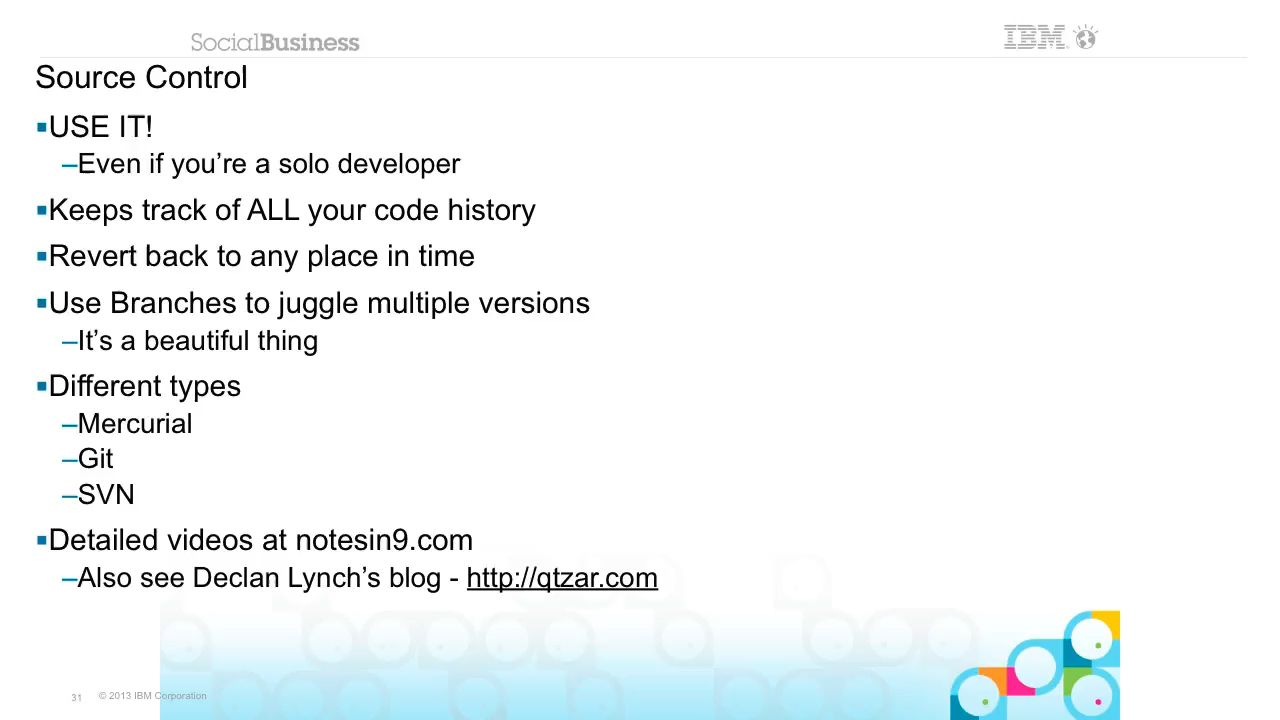 SocialBusiness
IBM
Source Control
▪USE IT!
–Even if you’re a solo developer
▪Keeps track of ALL your code history
▪Revert back to any place in time
▪Use Branches to juggle multiple versions
–It’s a beautiful thing
▪Different types
–Mercurial
–Git
–SVN
▪Detailed videos at notesin9.com
–Also see Declan Lynch’s blog - http://qtzar.com
31 © 2013 IBM Corporation